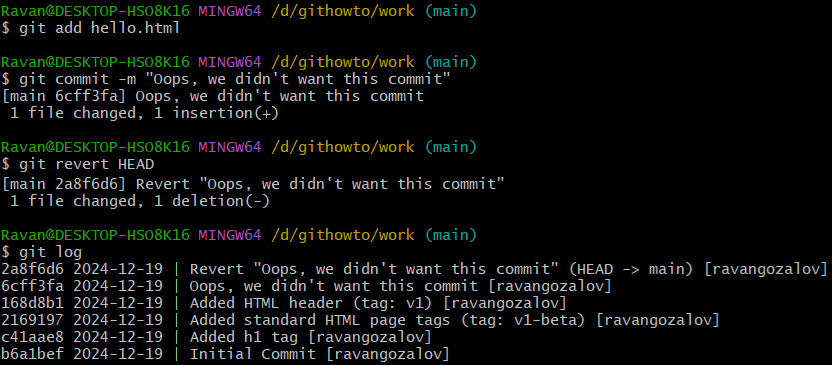 Ravan@DESKTOP-HSO8K16 MINGW64 /d/githowto/work (main)
$ git add hello.html
Ravan@DESKTOP-HSO8K16 MINGW64 /d/githowto/work (main)
$ git commit -m "Oops, we didn't want this commit"
[main 6cff3fa] Oops, we didn't want this commit
 1 file changed, 1 insertion(+)
Ravan@DESKTOP-HSO8K16 MINGW64 /d/githowto/work (main)
$ git revert HEAD
[main 2a8f6d6] Revert "Oops, we didn't want this commit"
 1 file changed, 1 deletion(-)
Ravan@DESKTOP-HSO8K16 MINGW64 /d/githowto/work (main)
$ git log
2a8f6d6 2024-12-19 | Revert "Oops, we didn't want this commit" (HEAD -> main) [ravangozalov]
6cff3fa 2024-12-19 | Oops, we didn't want this commit [ravangozalov]
168d8b1 2024-12-19 | Added HTML header (tag: v1) [ravangozalov]
2169197 2024-12-19 | Added standard HTML page tags (tag: v1-beta) [ravangozalov]
c41aae8 2024-12-19 | Added h1 tag [ravangozalov]
b6a1bef 2024-12-19 | Initial Commit [ravangozalov]